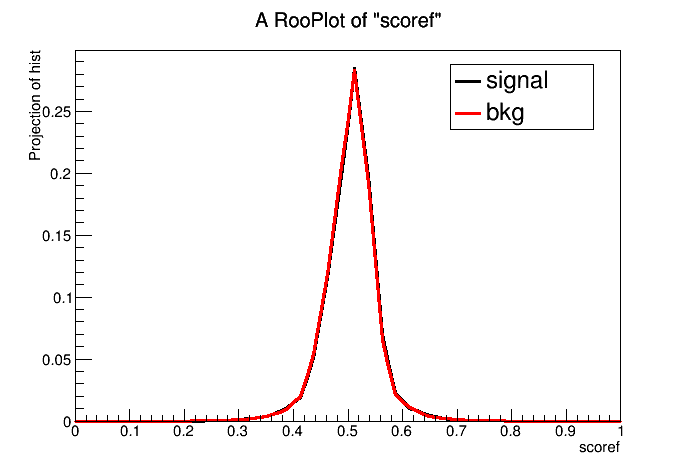 A RooPlot of "scoref"
Projection of hist
signal
bkg
0.25
0.2
0.15
0.1
0.05
0
0 0.1 0.2 0.3 0.4 0.5 0.6 0.7 0.8 0.9 1
scoref